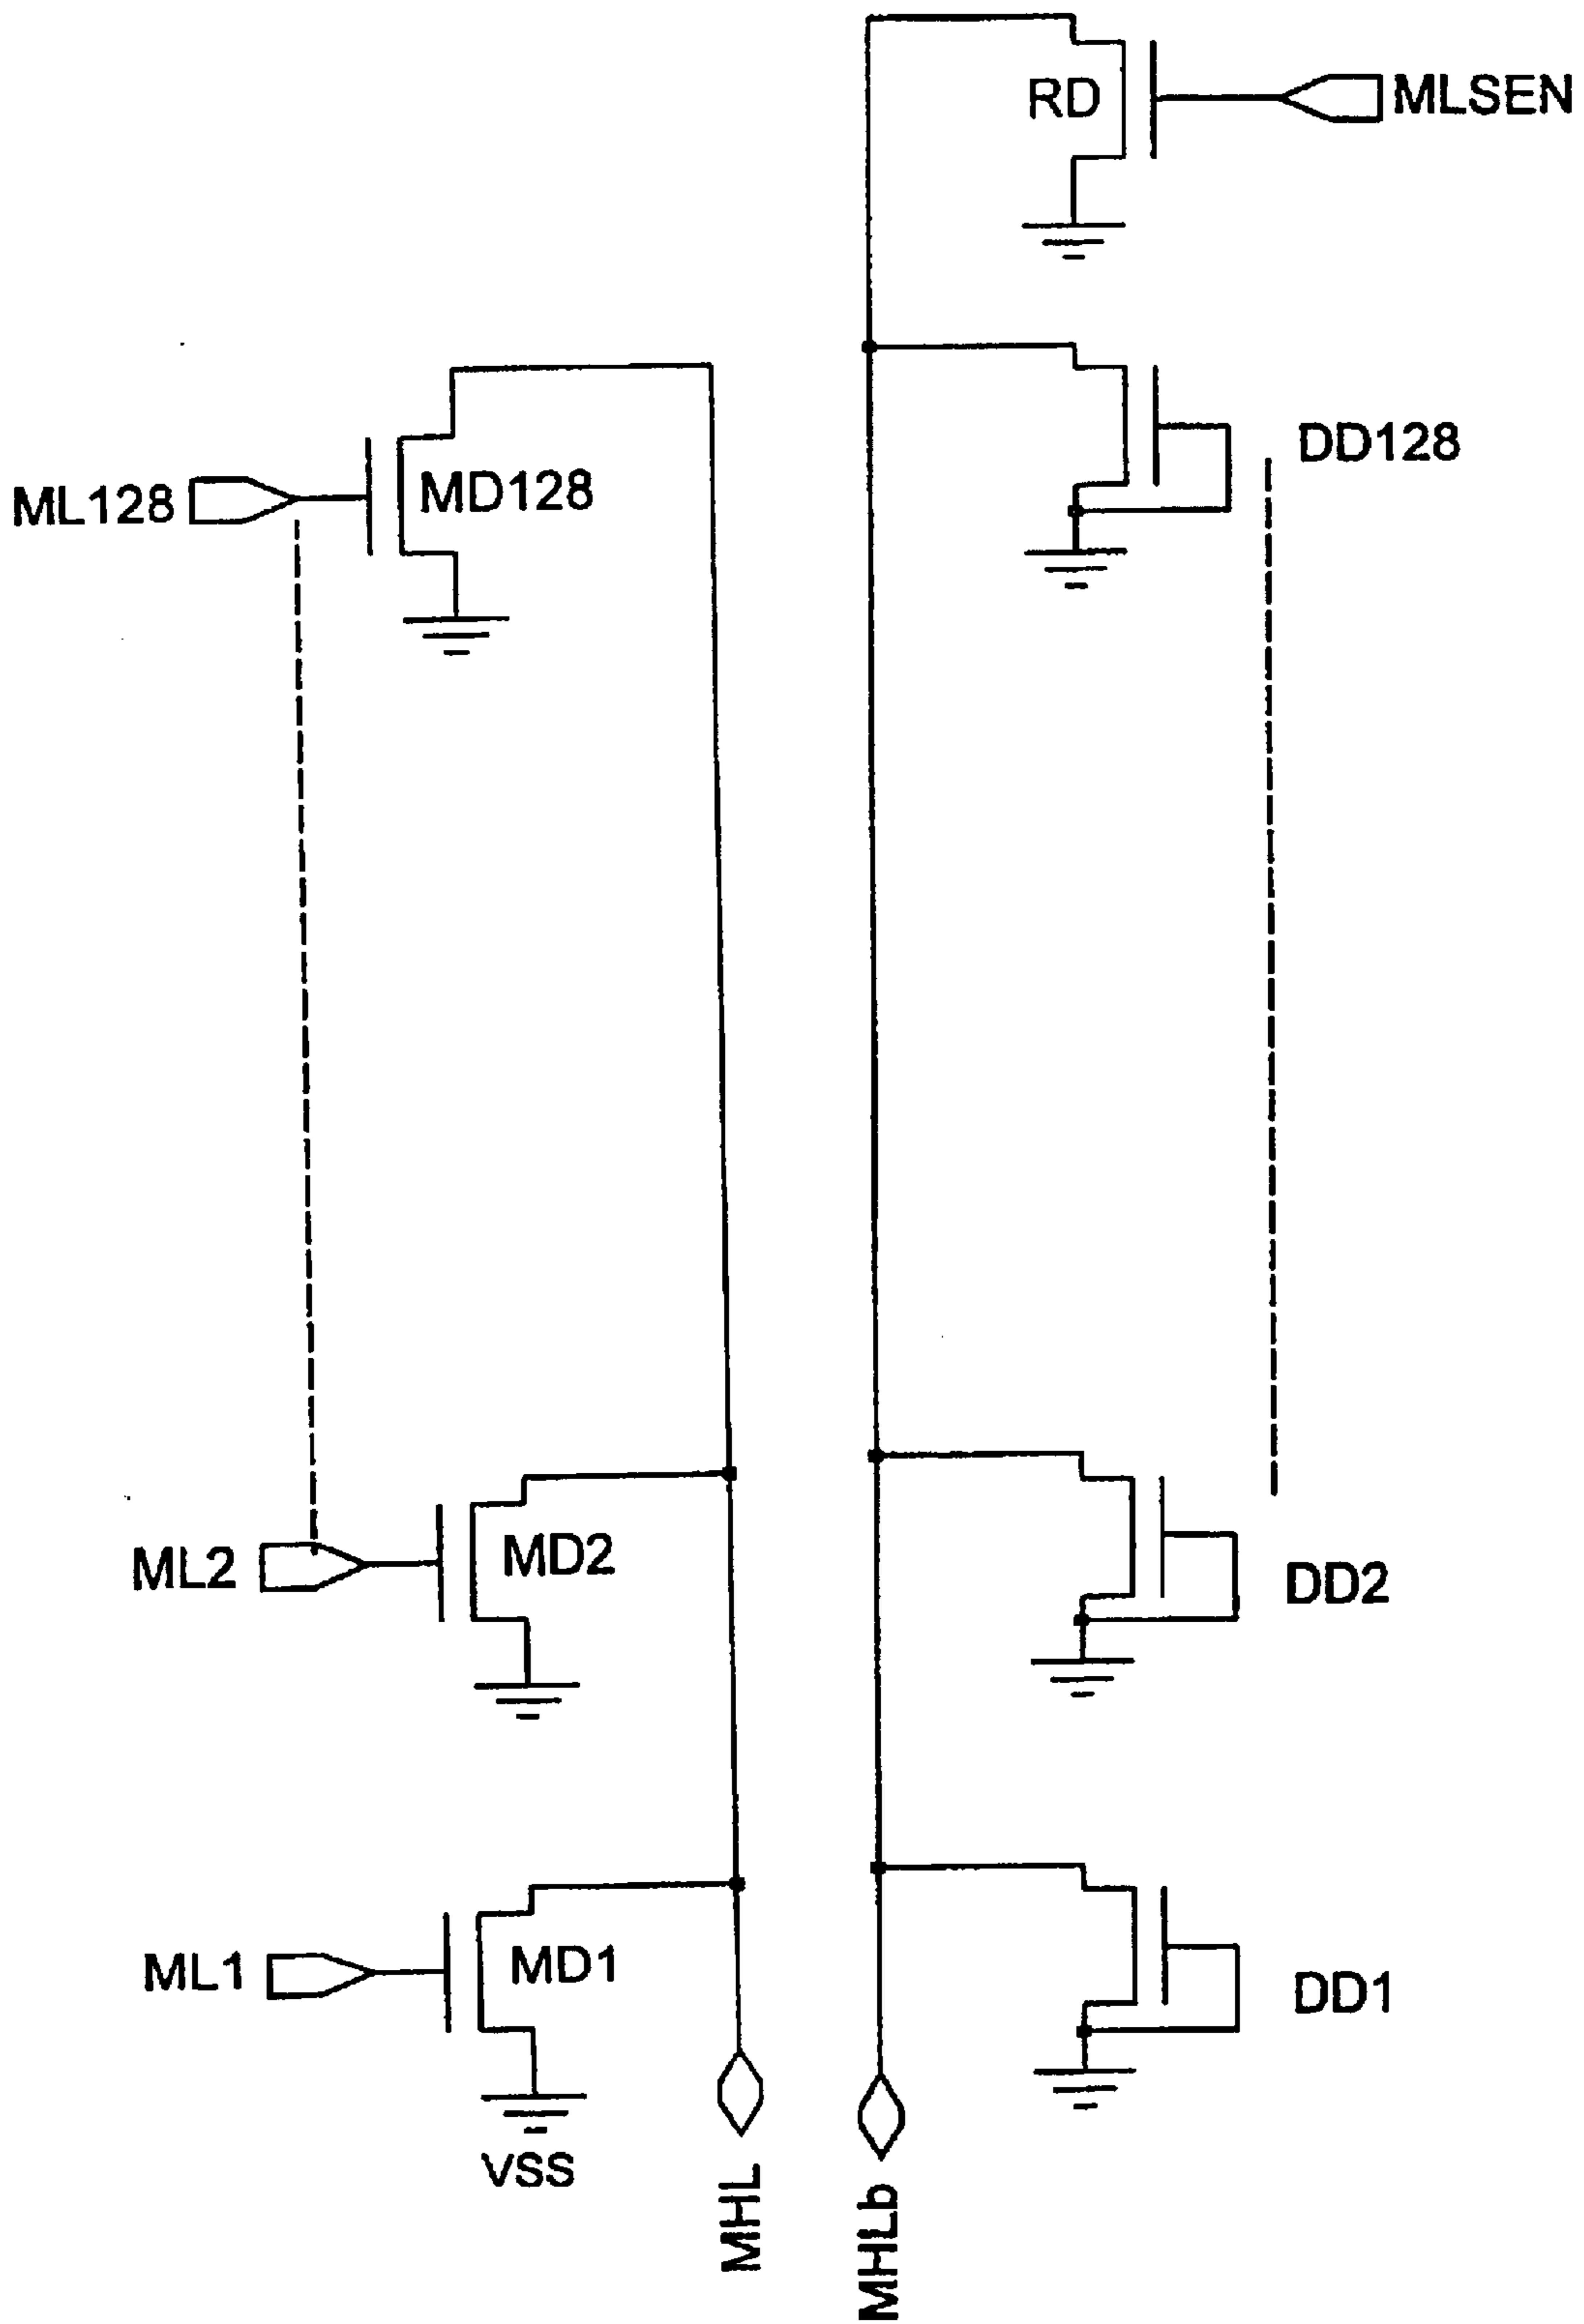 RD
MLSEN
DD128
ML128
MD128
ML2
MD2
DD2
ML1
MD1
DD1
VSS
MHL
MHLb